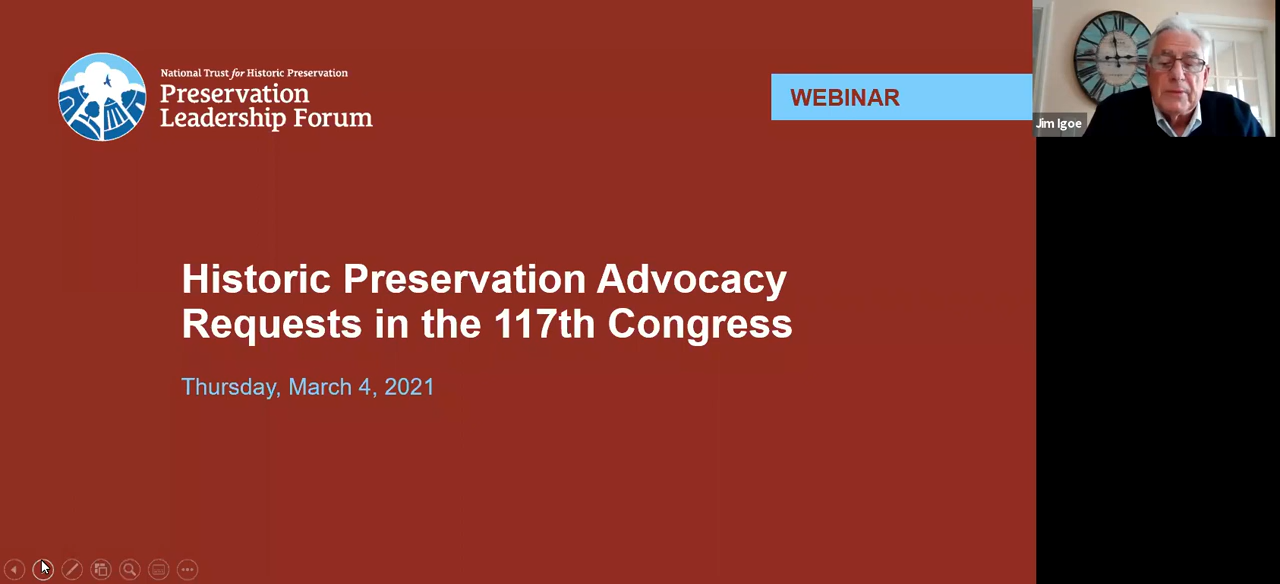 National Trust for Historic Preservation
Preservation
Leadership Forum
WEBINAR
Jim Igoe
Historic Preservation Advocacy
Requests in the 117th Congress
Thursday, March 4, 2021